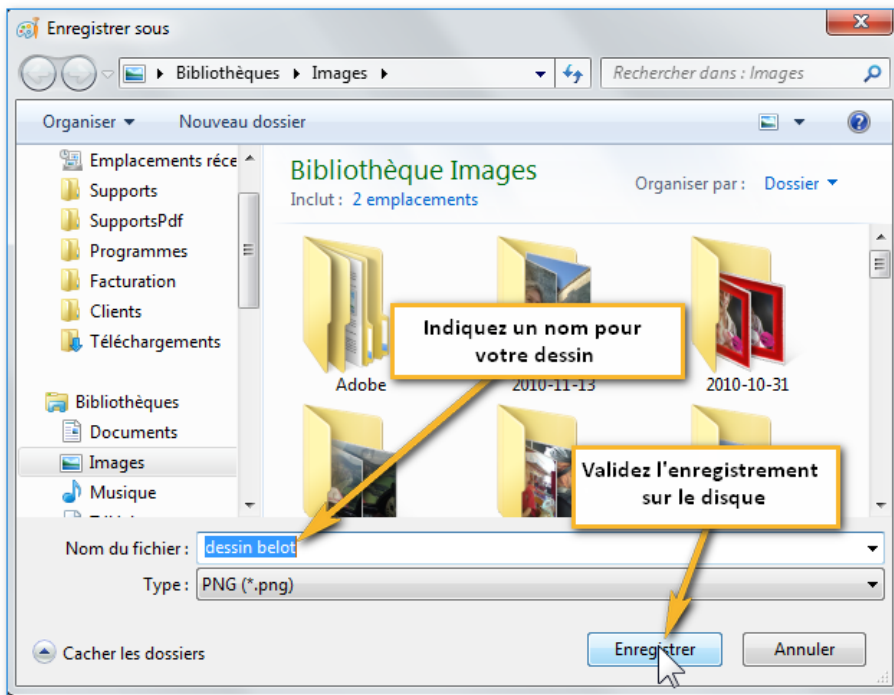 Enregistrer sous
Bibliothèques Images
Rechercher dans : Images
Organiser Nouveau dossier
Emplacements réce
Supports
SupportsPdf
Programmes
Facturation
Clients
Téléchargements
Bibliothèques
Documents
Images
Musique
Bibliothèque Images
Inclut : 2 emplacements
Organiser par : Dossier
Adobe
2010-11-13
2010-10-31
Indiquez un nom pour
votre dessin
Validez l'enregistrement
sur le disque
Nom du fichier : dessin belot
Type : PNG (*.png)
Cacher les dossiers
Enregistrer
Annuler